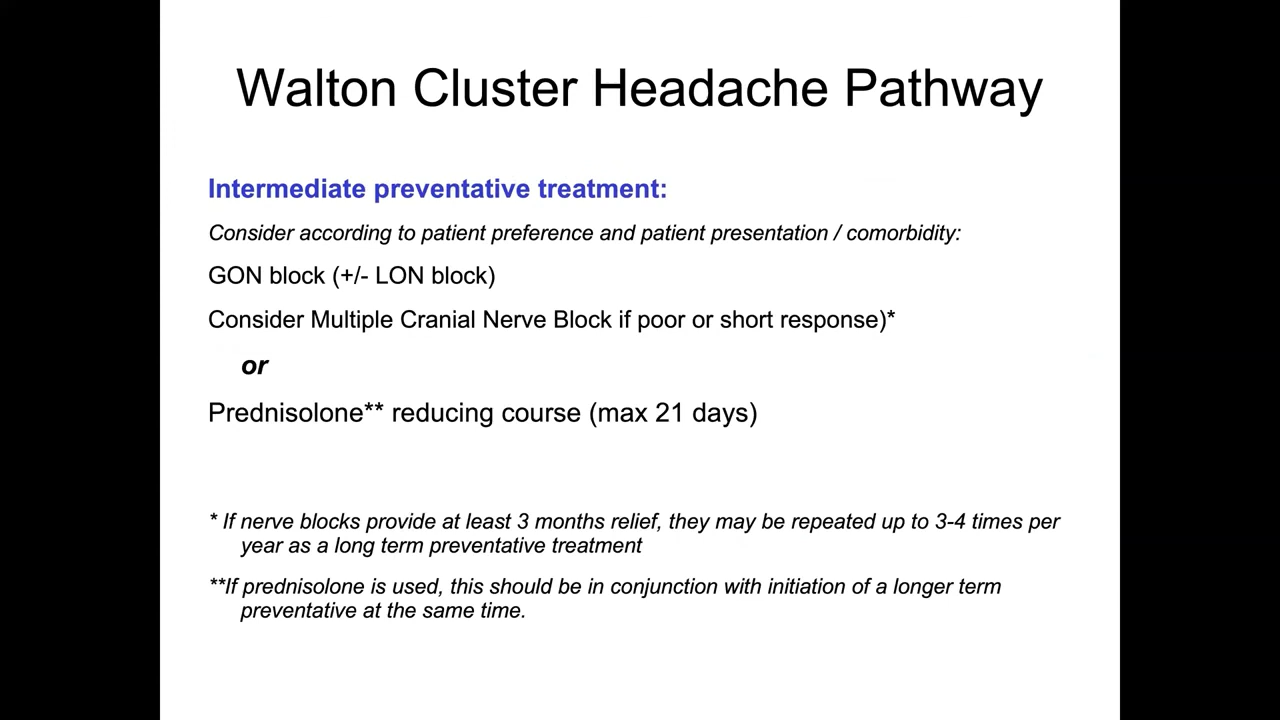 Walton Cluster Headache Pathway
Intermediate preventative treatment:
Consider according to patient preference and patient presentation / comorbidity:
GON block (+/- LON block)
Consider Multiple Cranial Nerve Block if poor or short response)*
or
Prednisolone** reducing course (max 21 days)
* If nerve blocks provide at least 3 months relief, they may be repeated up to 3-4 times per
year as a long term preventative treatment
**If prednisolone is used, this should be in conjunction with initiation of a longer term
preventative at the same time.